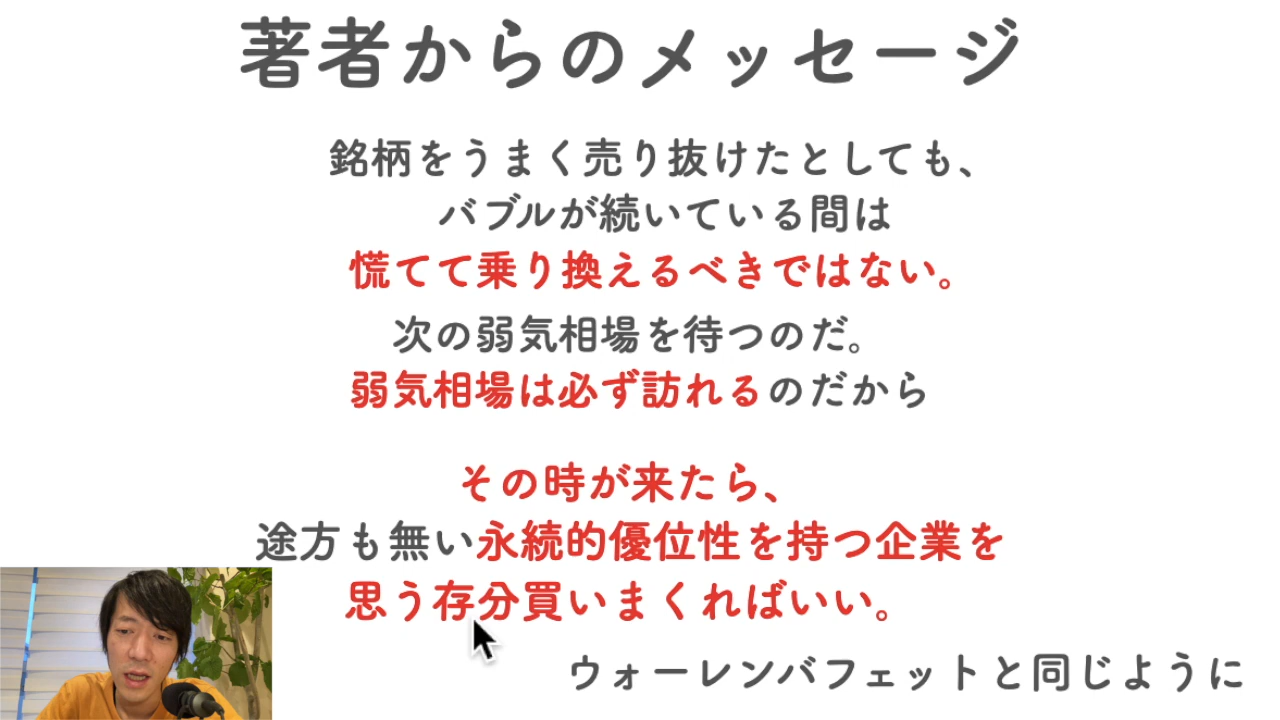 著者からのメッセージ
銘柄をうまく売り抜けたとしても、
バブルが続いている間は
慌てて乗り換えるべきではない。
次の弱気相場を待つのだ。
弱気相場は必ず訪れるのだから
その時が来たら、
途方も無い永続的優位性を持つ企業を
思う存分買いまくればいい。
ウォーレンバフェットと同じように